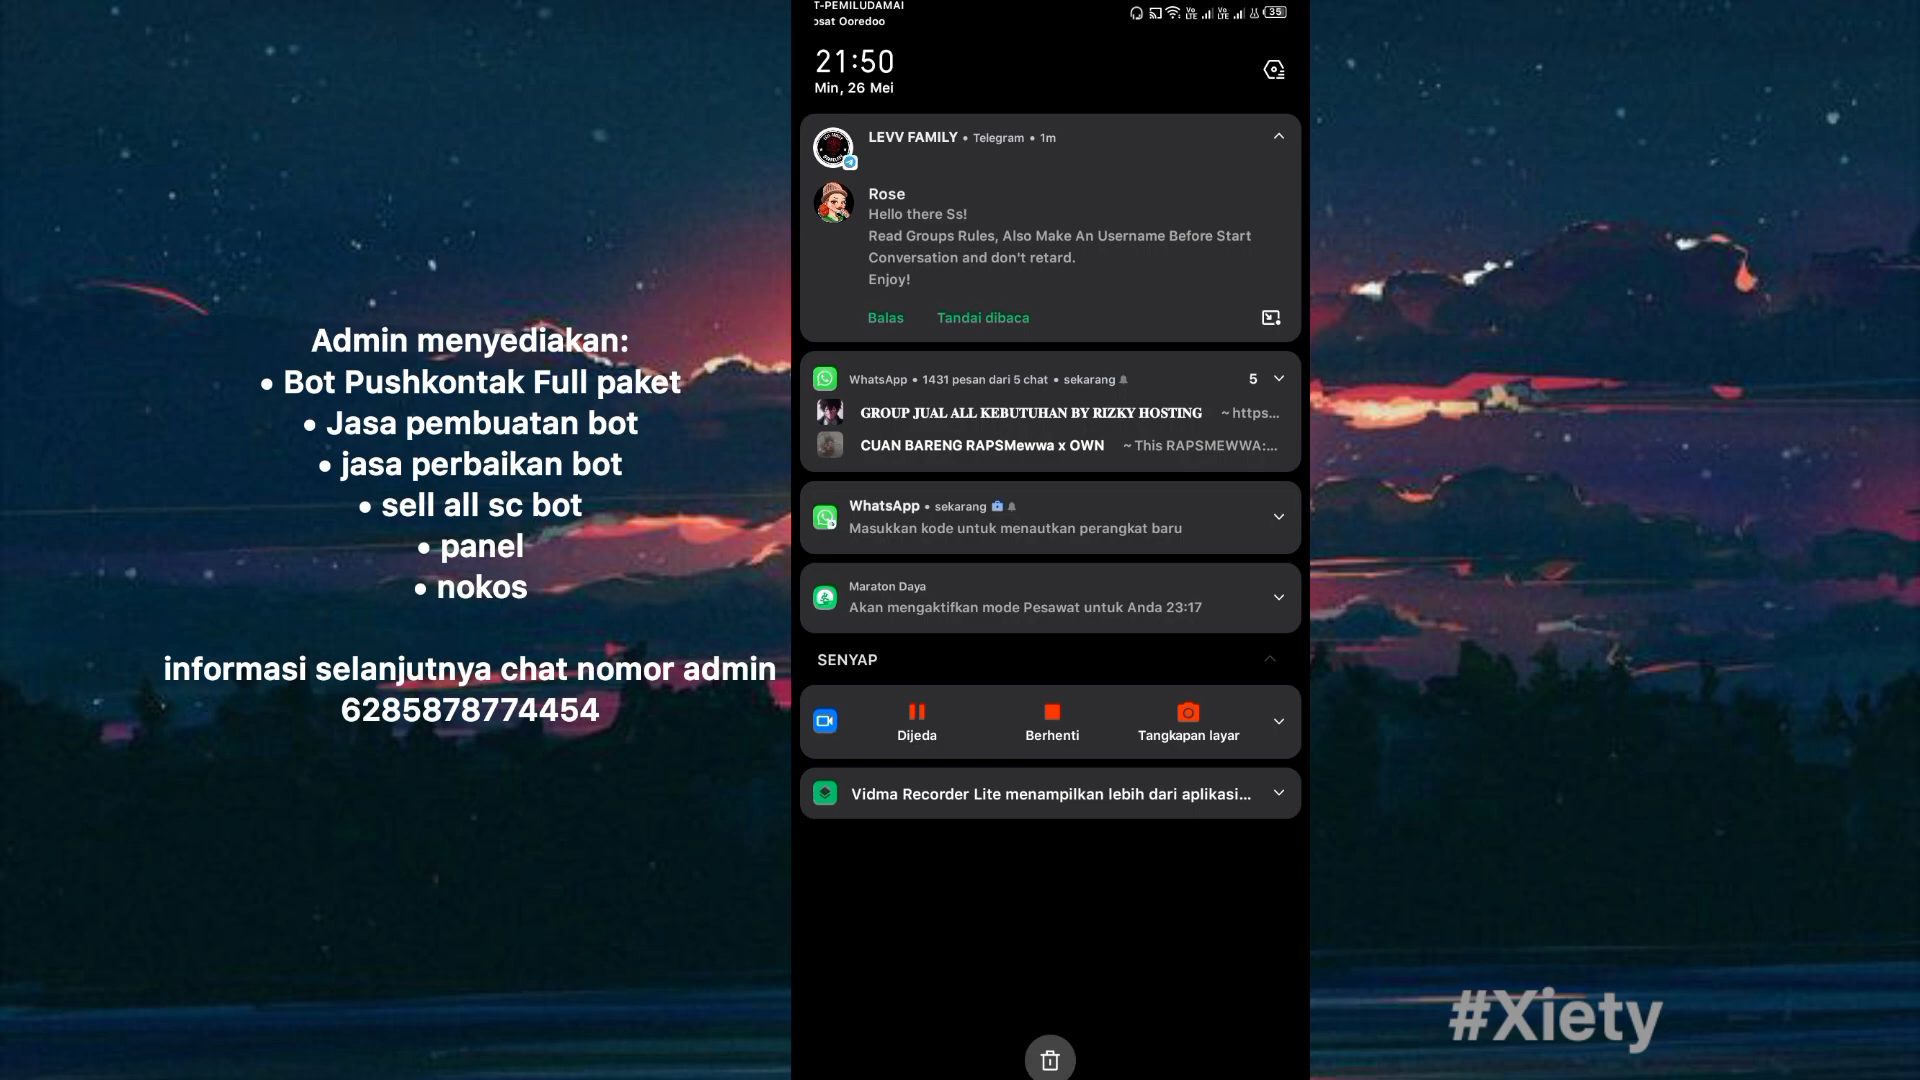 Admin menyediakan:
• Bot Pushkontak Full paket
• Jasa pembuatan bot
• jasa perbaikan bot
• sell all sc bot
• panel
• nokos
informasi selanjutnya chat nomor admin
6285878774454
T-PEMILUDAMAI
osat Ooredoo
Vo LTE
Vo LTE
35
21:50
Min, 26 Mei
LEVV FAMILY • Telegram • 1m
Rose
Hello there Ss!
Read Groups Rules, Also Make An Username Before Start
Conversation and don't retard.
Enjoy!
Balas Tandai dibaca
WhatsApp • 1431 pesan dari 5 chat • sekarang 5
GROUP JUAL ALL KEBUTUHAN BY RIZKY HOSTING ~ https...
CUAN BARENG RAPSMewwa x OWN ~ This RAPSMEWWA:...
WhatsApp • sekarang
Masukkan kode untuk menautkan perangkat baru
Maraton Daya
Akan mengaktifkan mode Pesawat untuk Anda 23:17
SENYAP
Dijeda Berhenti Tangkapan layar
Vidma Recorder Lite menampilkan lebih dari aplikasi...
#Xiety